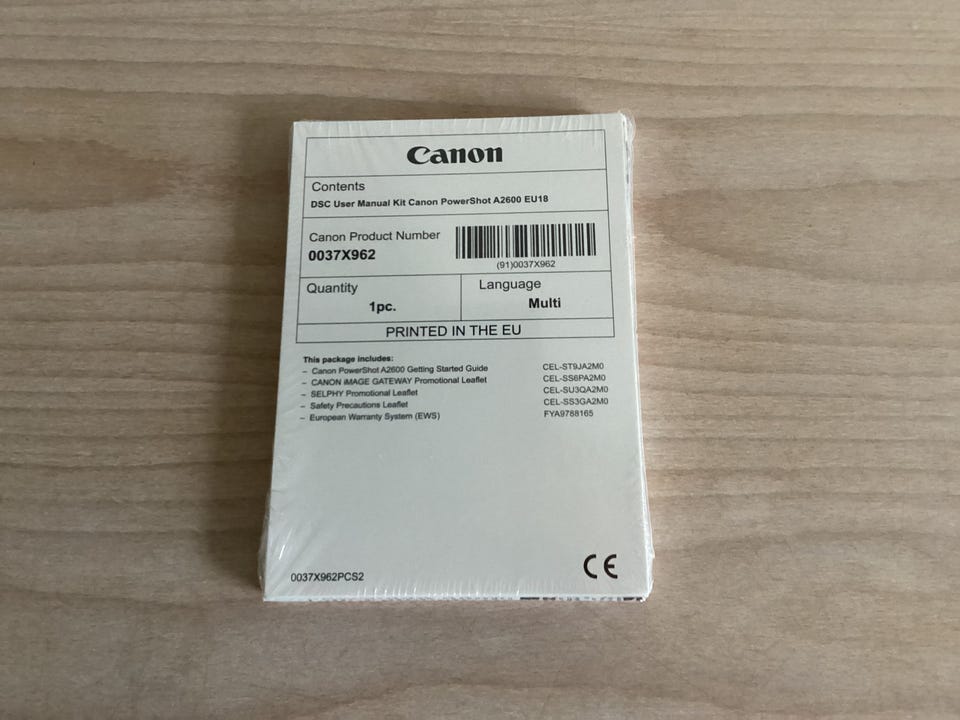 Canon
Contents
DSC User Manual Kit Canon PowerShot A2600 EU18
Canon Product Number
0037X962
(91)0037X962
Quantity
1pc.
Language
Multi
PRINTED IN THE EU
This package includes:
– Canon PowerShot A2600 Getting Started Guide CEL-ST9JA2M0
– CANON iMAGE GATEWAY Promotional Leaflet CEL-SS6PA2M0
– SELPHY Promotional Leaflet CEL-SU3QA2M0
– Safety Precautions Leaflet CEL-SS3GA2M0
– European Warranty System (EWS) FYA9788165
0037X962PCS2
CE